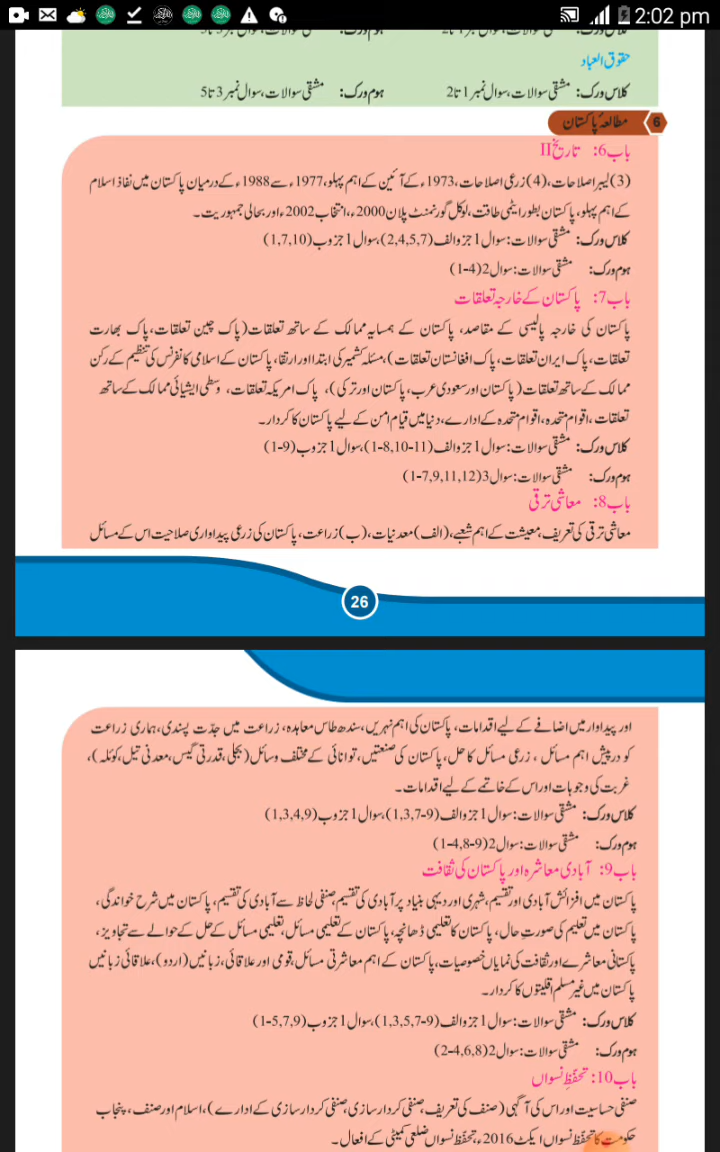 2:02 pm
حقوق العباد
کلاس ورک: مشقی سوالات، سوال نمبر 1 تا 2 ہوم ورک: مشقی سوالات، سوال نمبر 3 تا 5
6 مطالعہ پاکستان
باب 6: تاریخ II
(3) لیبر اصلاحات، (4) زرعی اصلاحات، 1973ء کے آئین کے اہم پہلو، 1977ء سے 1988ء کے درمیان پاکستان میں نفاذ اسلام
کے اہم پہلو، پاکستان بطور ایٹمی طاقت، لوکل گورنمنٹ پلان 2000ء، انتخاب 2002ء اور بحالی جمہوریت۔
کلاس ورک: مشقی سوالات: سوال 1 جز و الف (2,4,5,7)، سوال 1 جز و ب (1,7,10)
ہوم ورک: مشقی سوالات: سوال 2 (1-4)
باب 7: پاکستان کے خارجہ تعلقات
پاکستان کی خارجہ پالیسی کے مقاصد، پاکستان کے ہمسایہ ممالک کے ساتھ تعلقات (پاک چین تعلقات، پاک بھارت
تعلقات، پاک ایران تعلقات، پاک افغانستان تعلقات)، مسئلہ کشمیر کی ابتدا اور ارتقا، پاکستان کے اسلامی کانفرنس کی تنظیم کے رکن
ممالک کے ساتھ تعلقات (پاکستان اور سعودی عرب، پاکستان اور ترکی)، پاک امریکہ تعلقات، وسطی ایشیائی ممالک کے ساتھ
تعلقات، اقوام متحدہ، اقوام متحدہ کے ادارے، دنیا میں قیام امن کے لیے پاکستان کا کردار۔
کلاس ورک: مشقی سوالات: سوال 1 جز و الف (1-8,10-11)، سوال 1 جز و ب (1-9)
ہوم ورک: مشقی سوالات: سوال 3 (1-7,9,11,12)
باب 8: معاشی ترقی
معاشی ترقی کی تعریف، معیشت کے اہم شعبے، (الف) معدنیات، (ب) زراعت، پاکستان کی زرعی پیداواری صلاحیت اس کے مسائل
26
اور پیداوار میں اضافے کے لیے اقدامات، پاکستان کی اہم نہریں، سندھ طاس معاہدہ، زراعت میں جدّت پسندی، ہماری زراعت
کو درپیش اہم مسائل، زرعی مسائل کا حل، پاکستان کی صنعتیں، توانائی کے مختلف وسائل (بجلی، قدرتی گیس، معدنی تیل، کوئلہ)،
غربت کی وجوہات اور اس کے خاتمے کے لیے اقدامات۔
کلاس ورک: مشقی سوالات: سوال 1 جز و الف (1,3,7-9)، سوال 1 جز و ب (1,3,4,9)
ہوم ورک: مشقی سوالات: سوال 2 (1-4,8-9)
باب 9: آبادی معاشرہ اور پاکستان کی ثقافت
پاکستان میں افزائش آبادی اور تقسیم، شہری اور دیہی بنیاد پر آبادی کی تقسیم، صنفی لحاظ سے آبادی کی تقسیم، پاکستان میں شرح خواندگی،
پاکستان میں تعلیم کی صورتِ حال، پاکستان کا تعلیمی ڈھانچہ، پاکستان کے تعلیمی مسائل، تعلیمی مسائل کے حل کے حوالے سے تجاویز،
پاکستانی معاشرے اور ثقافت کی نمایاں خصوصیات، پاکستان کے اہم معاشرتی مسائل، قومی اور علاقائی، زبانیں (اردو)، علاقائی زبانیں
پاکستان میں غیر مسلم اقلیتوں کا کردار۔
کلاس ورک: مشقی سوالات: سوال 1 جز و الف (1,3,5,7-9)، سوال 1 جز و ب (1-5,7,9)
ہوم ورک: مشقی سوالات: سوال 2 (2-4,6,8)
باب 10: تحفّظِ نسواں
صنفی حساسیت اور اس کی آگہی (صنف کی تعریف، صنفی کردار سازی، صنفی کردار سازی کے ادارے)، اسلام اور صنف، پنجاب
حکومت کا تحفّظ نسواں ایکٹ 2016ء، تحفّظ نسواں ضلعی کمیٹی کے افعال۔